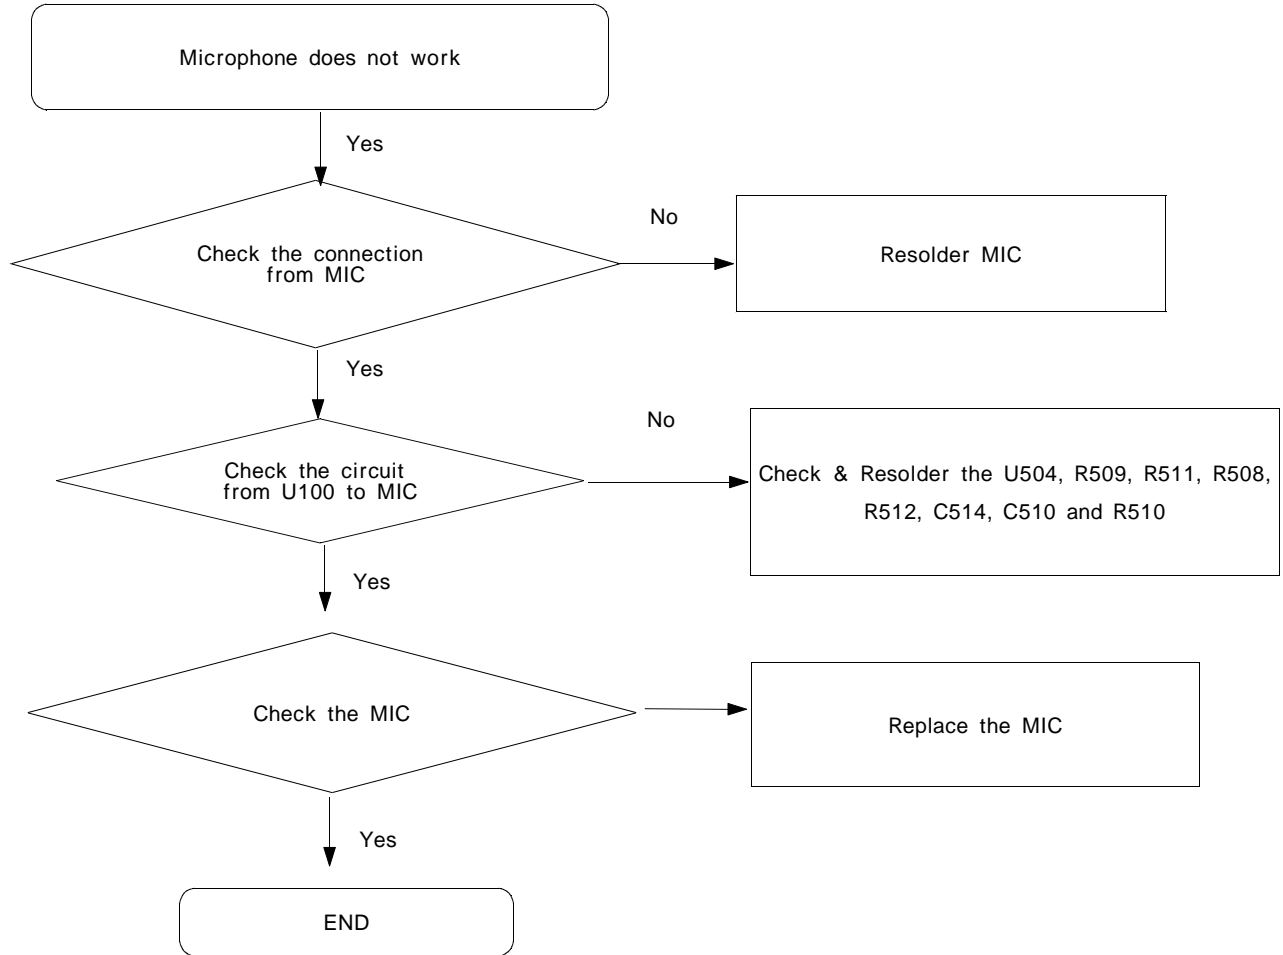 Microphone does not work
Yes
Check the connection
from MIC
No
Resolder MIC
Yes
Check the circuit
from U100 to MIC
No
Check & Resolder the U504, R509, R511, R508,
R512, C514, C510 and R510
Yes
Check the MIC
Replace the MIC
Yes
END